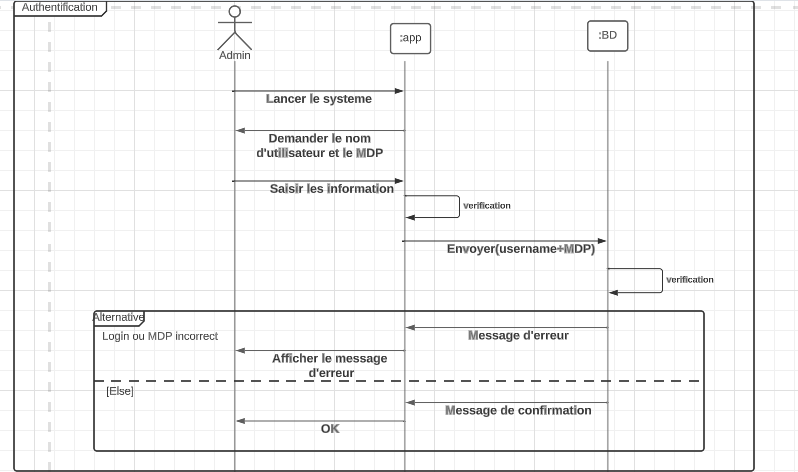 Authentification
Admin
:app
:BD
Lancer le systeme
Demander le nom
d'utilisateur et le MDP
Saisir les information
verification
Envoyer(username+MDP)
verification
Alternative
Login ou MDP incorrect
Message d'erreur
Afficher le message
d'erreur
[Else]
Message de confirmation
OK